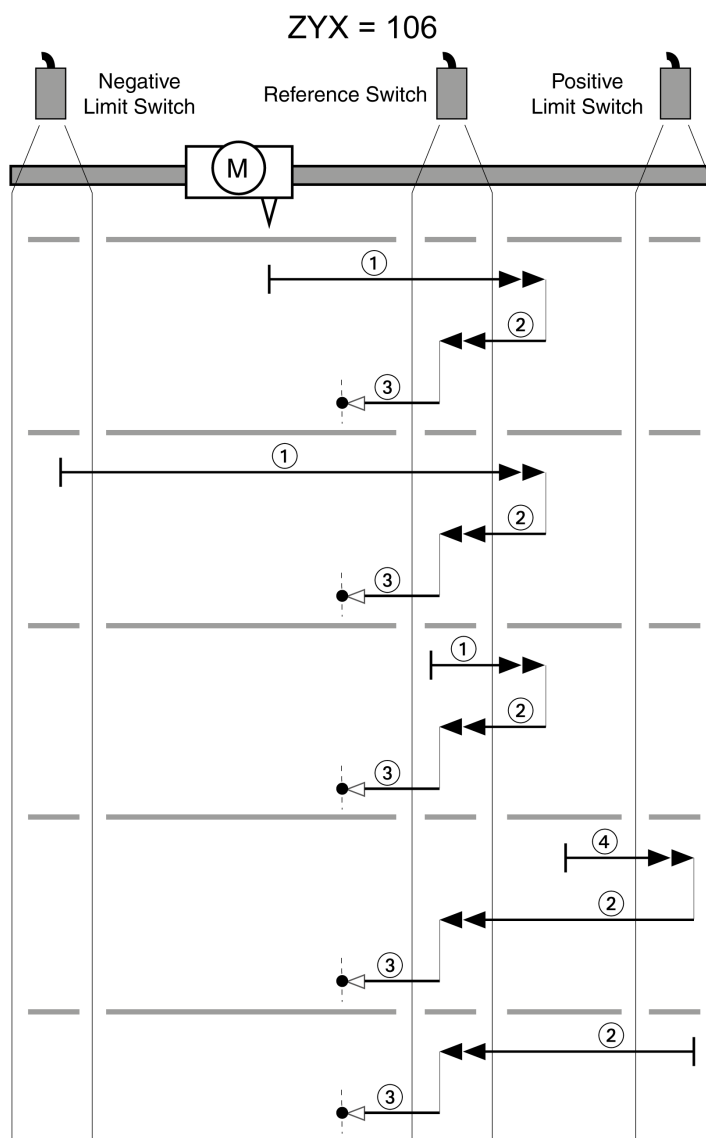 ZYX = 106
Negative
Limit Switch
Reference Switch
Positive
Limit Switch
M
1
2
3
1
2
3
1
2
3
4
2
3
2
3